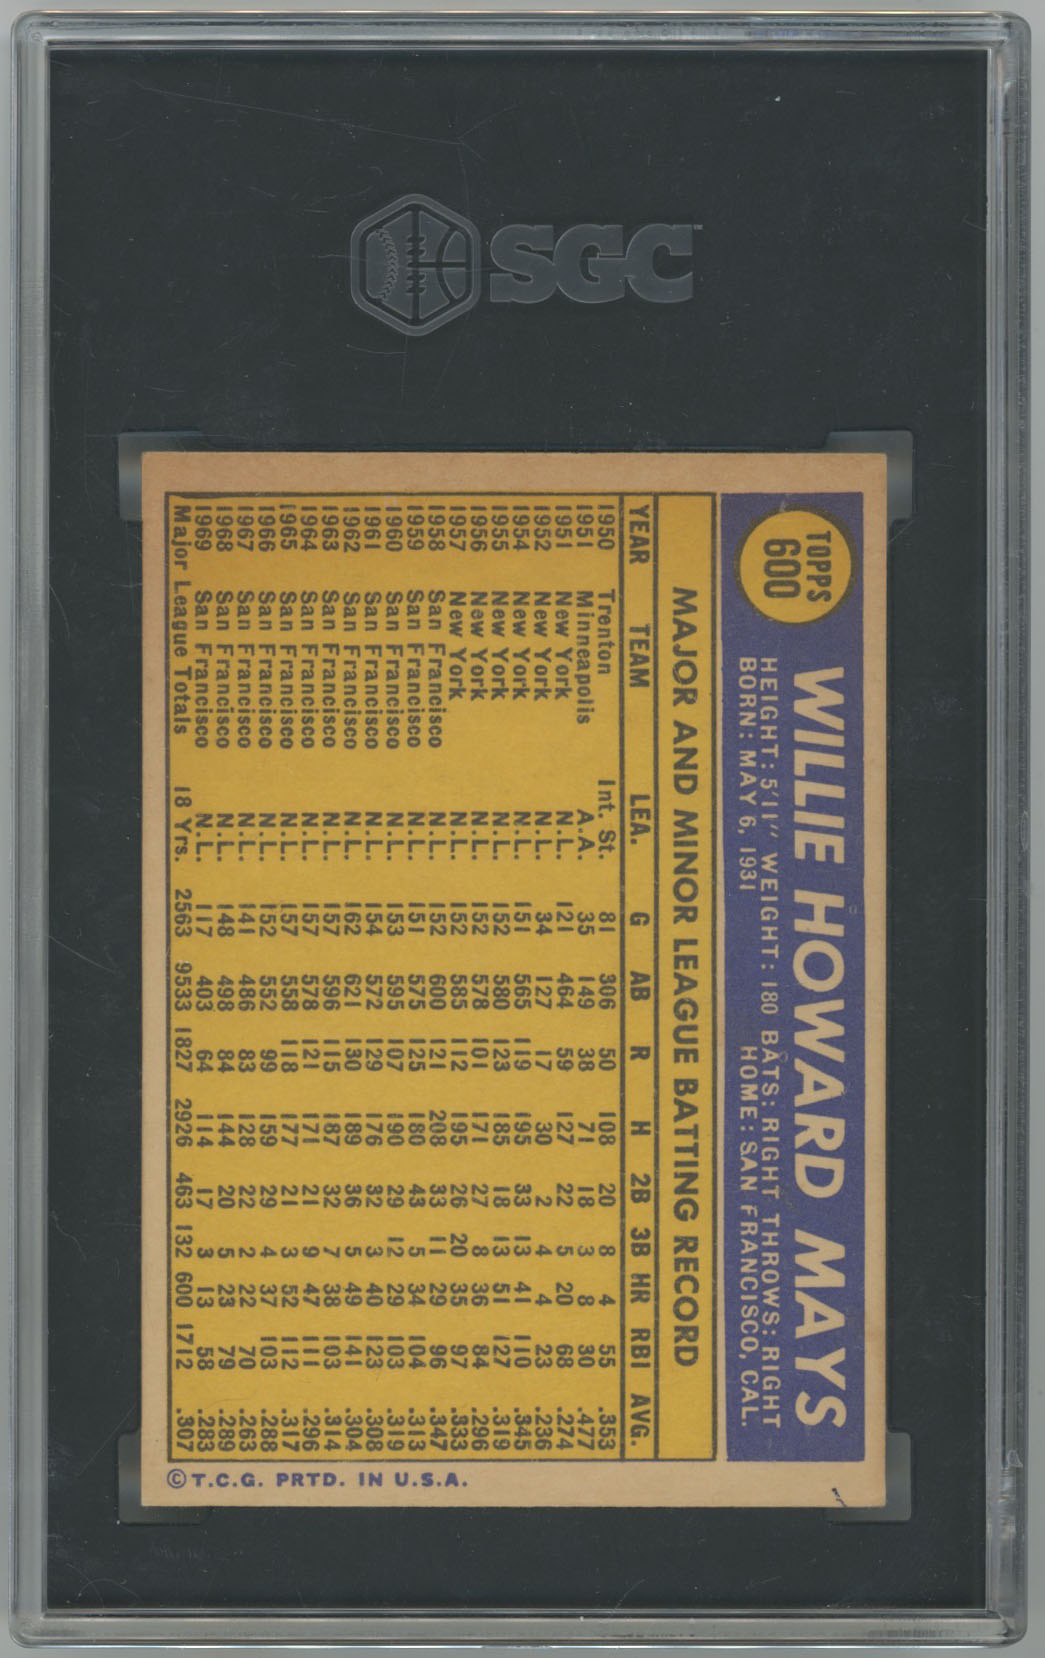 SGC™
TOPPS
600
WILLIE HOWARD MAYS
HEIGHT: 5'11" WEIGHT: 180 BATS: RIGHT THROWS: RIGHT
BORN: MAY 6, 1931 HOME: SAN FRANCISCO, CAL.
MAJOR AND MINOR LEAGUE BATTING RECORD
YEAR TEAM LEA. G AB R H 2B 3B HR RBI AVG.
1950 Trenton Int. St. 81 306 50 108 20 8 4 55 .353
1951 Minneapolis A.A. 35 149 38 71 18 3 8 30 .477
1951 New York N.L. 121 464 59 127 22 5 20 68 .274
1952 New York N.L. 34 127 17 30 2 4 4 23 .236
1954 New York N.L. 151 565 119 195 33 13 41 110 .345
1955 New York N.L. 152 580 123 185 18 13 51 127 .319
1956 New York N.L. 152 578 101 171 27 8 36 84 .296
1957 New York N.L. 152 585 112 195 26 20 35 97 .333
1958 San Francisco N.L. 152 600 121 208 33 11 29 96 .347
1959 San Francisco N.L. 151 575 125 180 43 5 34 104 .313
1960 San Francisco N.L. 153 595 107 190 29 12 29 103 .319
1961 San Francisco N.L. 154 572 129 176 32 3 40 123 .308
1962 San Francisco N.L. 162 621 130 189 36 5 49 141 .304
1963 San Francisco N.L. 157 596 115 187 32 7 38 103 .314
1964 San Francisco N.L. 157 578 121 171 21 9 47 111 .296
1965 San Francisco N.L. 157 558 118 177 21 3 52 112 .317
1966 San Francisco N.L. 152 552 99 159 29 4 37 103 .288
1967 San Francisco N.L. 141 486 83 128 22 2 22 70 .263
1968 San Francisco N.L. 148 498 84 144 20 5 23 79 .289
1969 San Francisco N.L. 117 403 64 114 17 3 13 58 .283
Major League Totals 18 Yrs. 2563 9533 1827 2926 463 132 600 1712 .307
©T.C.G. PRTD. IN U.S.A.